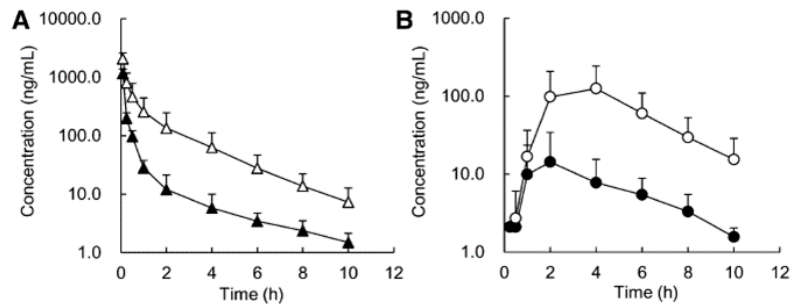 A
Concentration (ng/mL)
10000.0
1000.0
100.0
10.0
1.0
0 2 4 6 8 10 12
Time (h)
B
Concentration (ng/mL)
1000.0
100.0
10.0
1.0
0 2 4 6 8 10 12
Time (h)